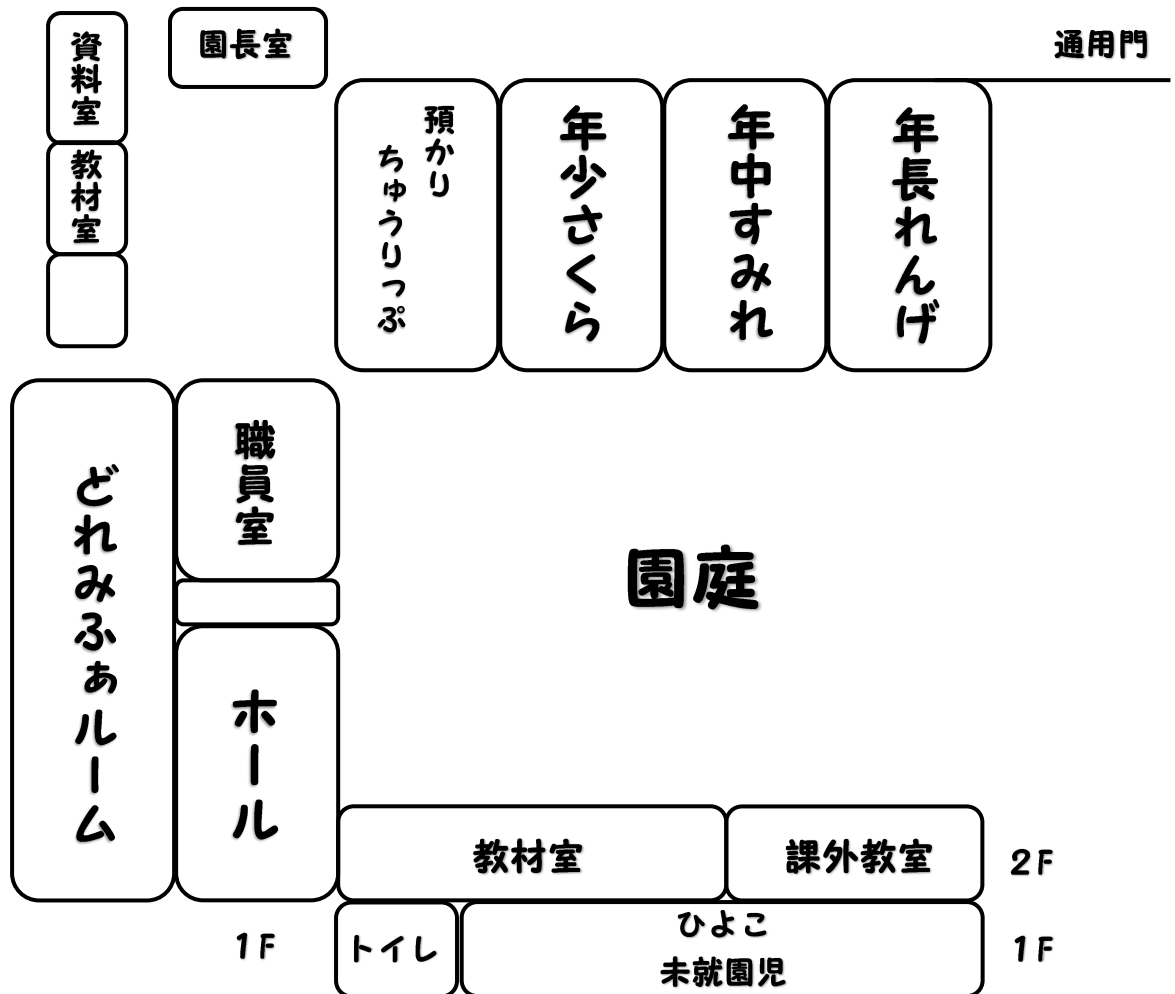 資料室
園長室
通用門
教材室
預かり
ちゅうりっぷ
年少さくら
年中すみれ
年長れんげ
どれみふぁルーム
職員室
園庭
ホール
教材室
課外教室
2F
1F
トイレ
ひよこ
未就園児
1F